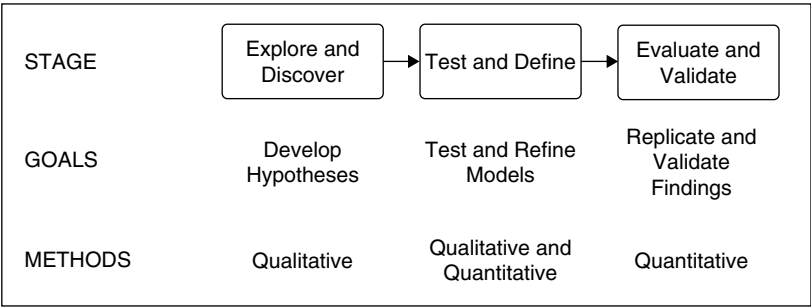 STAGE
Explore and
Discover
Test and Define
Evaluate and
Validate
GOALS
Develop
Hypotheses
Test and Refine
Models
Replicate and
Validate
Findings
METHODS
Qualitative
Qualitative and
Quantitative
Quantitative